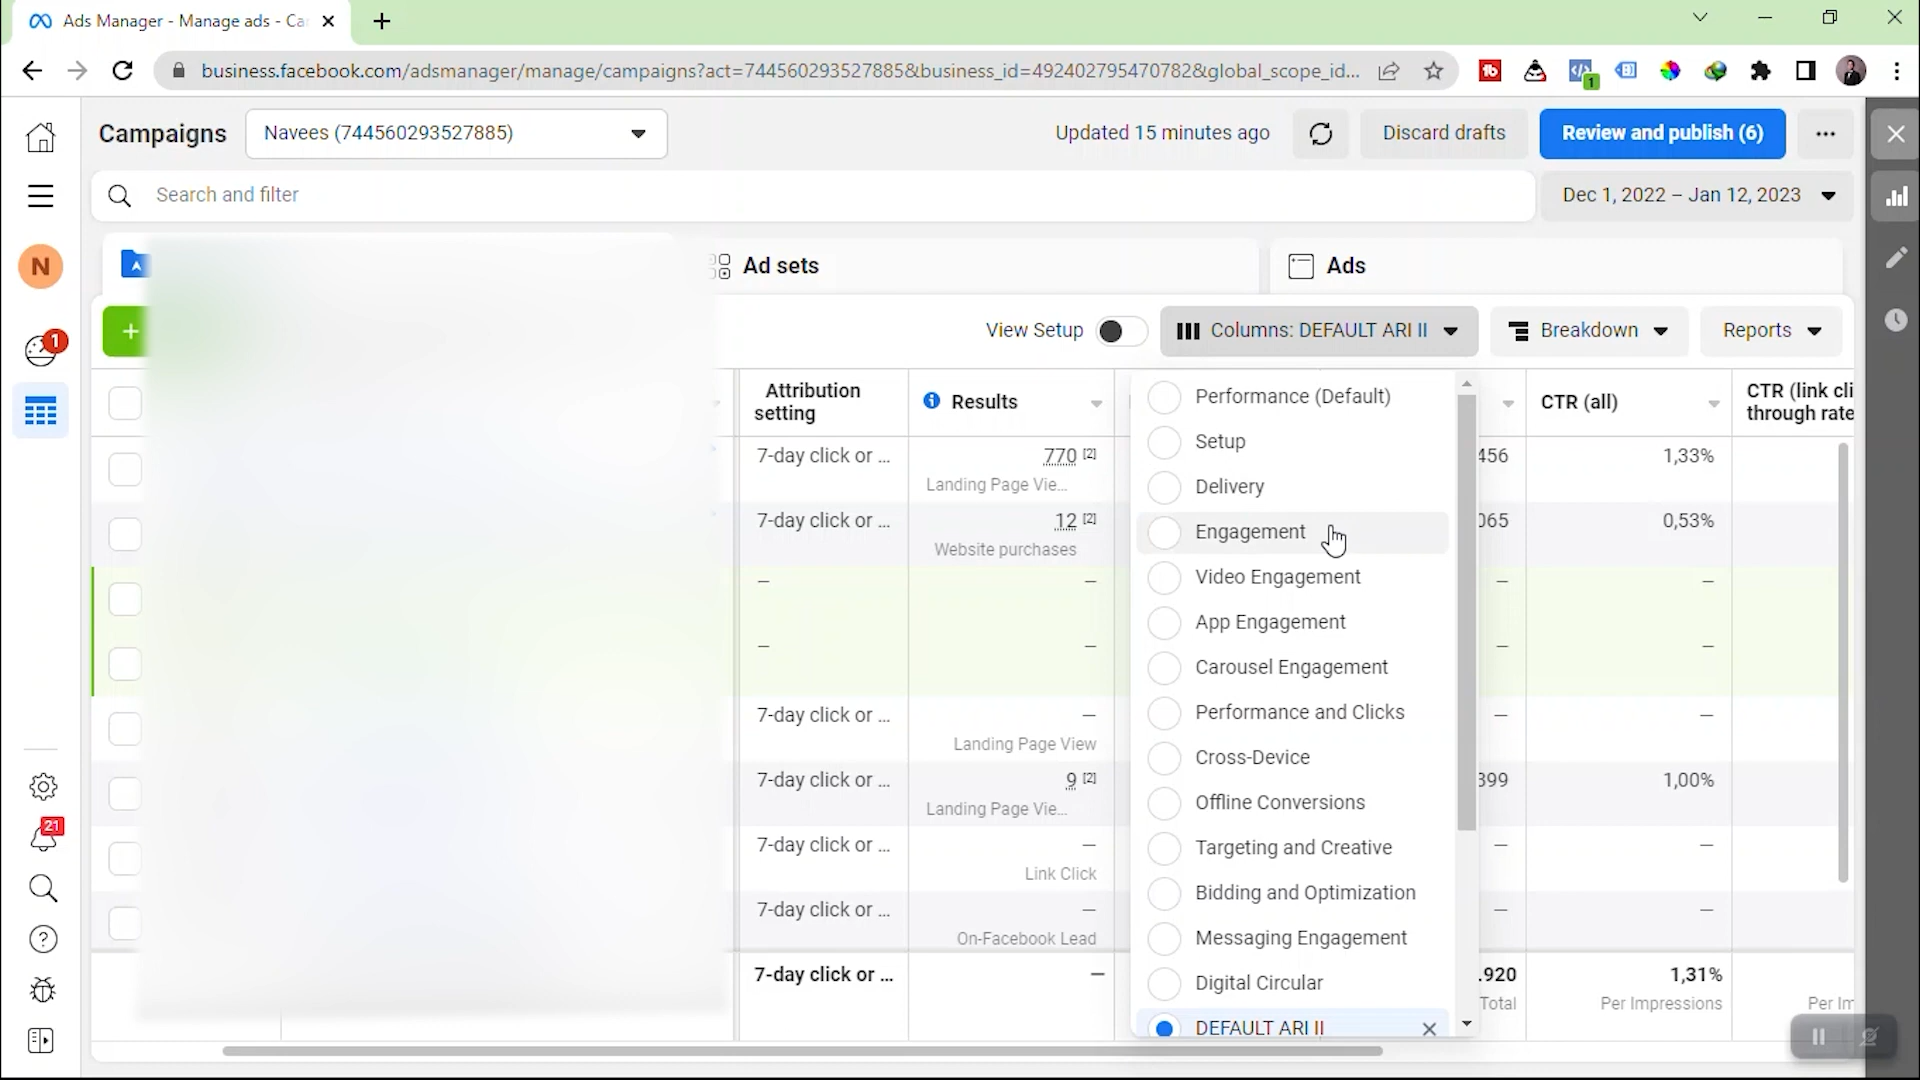 Ads Manager - Manage ads - Ca
business.facebook.com/adsmanager/manage/campaigns?act=744560293527885&business_id=492402795470782&global_scope_id...
1
Campaigns
Navees (744560293527885)
Updated 15 minutes ago
Discard drafts
Review and publish (6)
Search and filter
Dec 1, 2022 – Jan 12, 2023
N
Ad sets
Ads
1
+
View Setup
Columns: DEFAULT ARI II
Breakdown
Reports
Attribution setting
Results
CTR (all)
CTR (link cli
through rate
Performance (Default)
Setup
Delivery
Engagement
Video Engagement
App Engagement
Carousel Engagement
Performance and Clicks
Cross-Device
Offline Conversions
Targeting and Creative
Bidding and Optimization
Messaging Engagement
Digital Circular
DEFAULT ARI II
7-day click or ...
770 [2]
Landing Page Vie...
456
1,33%
7-day click or ...
12 [2]
Website purchases
065
0,53%
—
—
—
—
—
—
—
—
7-day click or ...
—
Landing Page View
—
—
7-day click or ...
9 [2]
Landing Page Vie...
399
1,00%
7-day click or ...
—
Link Click
—
—
7-day click or ...
—
On-Facebook Lead
—
—
7-day click or ...
—
.920
Total
1,31%
Per Impressions
Per Im
21